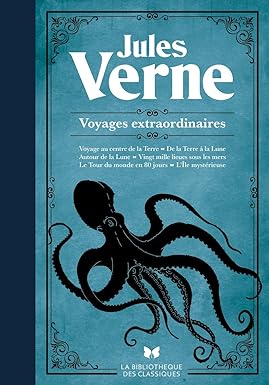 Jules
Verne
Voyages extraordinaires
Voyage au centre de la Terre – De la Terre à la Lune
Autour de la Lune – Vingt mille lieues sous les mers
Le Tour du monde en 80 jours – L'Île mystérieuse
LA BIBLIOTHÈQUE
DES CLASSIQUES